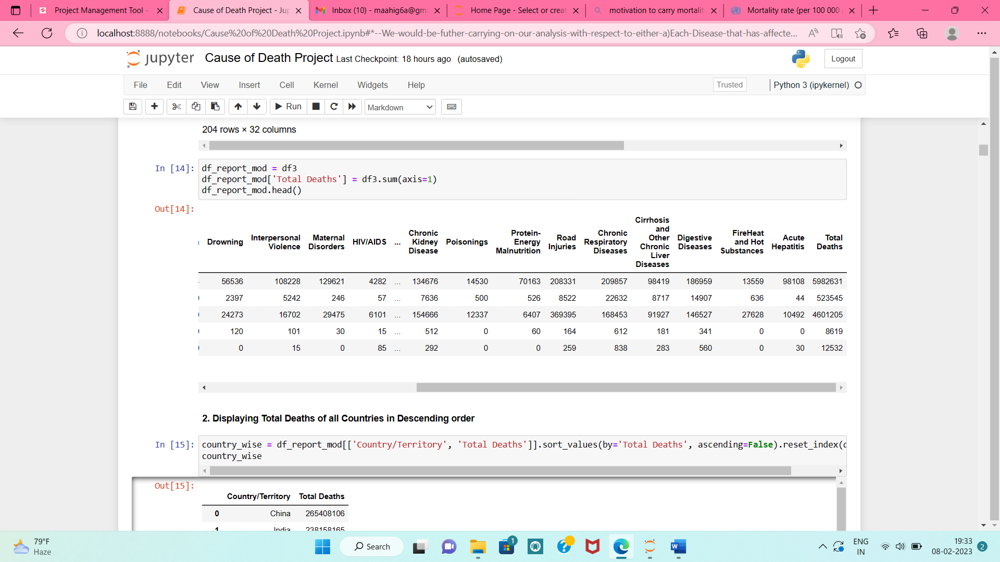 Project Management Tool -
Cause of Death Project - Jup
Inbox (10) - maahig6a@gm
Home Page - Select or creat
motivation to carry mortalit
Mortality rate (per 100 000
localhost:8888/notebooks/Cause%20of%20Death%20Project.ipynb#*--We-would-be-futher-carrying-on-our-analysis-with-respect-to-either-a)Each-Disease-that-has-affecte...
jupyter Cause of Death Project Last Checkpoint: 18 hours ago (autosaved)
Logout
File Edit View Insert Cell Kernel Widgets Help
Trusted
Python 3 (ipykernel)
Run
Markdown
204 rows × 32 columns
In [14]:
df_report_mod = df3
df_report_mod['Total Deaths'] = df3.sum(axis=1)
df_report_mod.head()
Out[14]:
Drowning Interpersonal Violence Maternal Disorders HIV/AIDS ... Chronic Kidney Disease Poisonings Protein-Energy Malnutrition Road Injuries Chronic Respiratory Diseases Cirrhosis and Other Chronic Liver Diseases Digestive Diseases FireHeat and Hot Substances Acute Hepatitis Total Deaths
56536 108228 129621 4282 ... 134676 14530 70163 208331 209857 98419 186959 13559 98108 5982631
2397 5242 246 57 ... 7636 500 526 8522 22632 8717 14907 636 44 523545
24273 16702 29475 6101 ... 154666 12337 6407 369395 168453 91927 146527 27628 10492 4601205
120 101 30 15 ... 512 0 60 164 612 181 341 0 0 8619
0 15 0 85 ... 292 0 0 259 838 283 560 0 30 12532
2. Displaying Total Deaths of all Countries in Descending order
In [15]:
country_wise = df_report_mod[['Country/Territory', 'Total Deaths']].sort_values(by='Total Deaths', ascending=False).reset_index(d
country_wise
Out[15]:
Country/Territory Total Deaths
0 China 265408106
1 India 238158165
79°F
Haze
Search
1
ENG
IN
19:33
08-02-2023
2